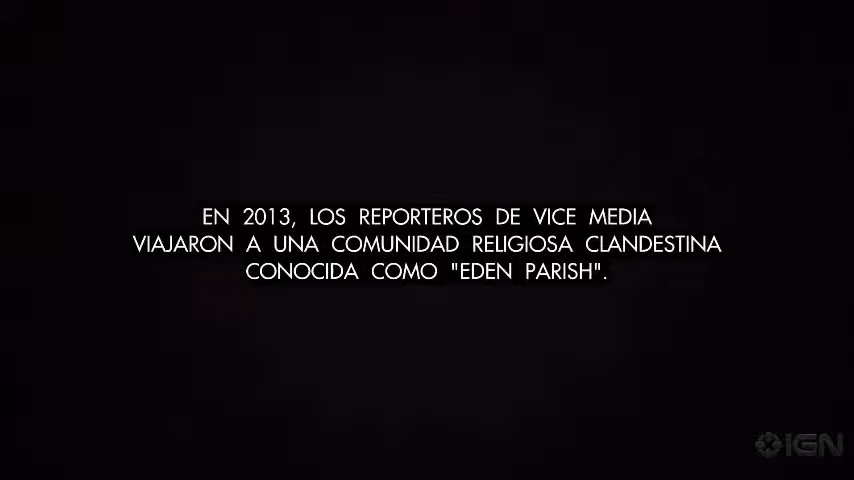 EN 2013, LOS REPORTEROS DE VICE MEDIA
VIAJARON A UNA COMUNIDAD RELIGIOSA CLANDESTINA
CONOCIDA COMO "EDEN PARISH".
IGN